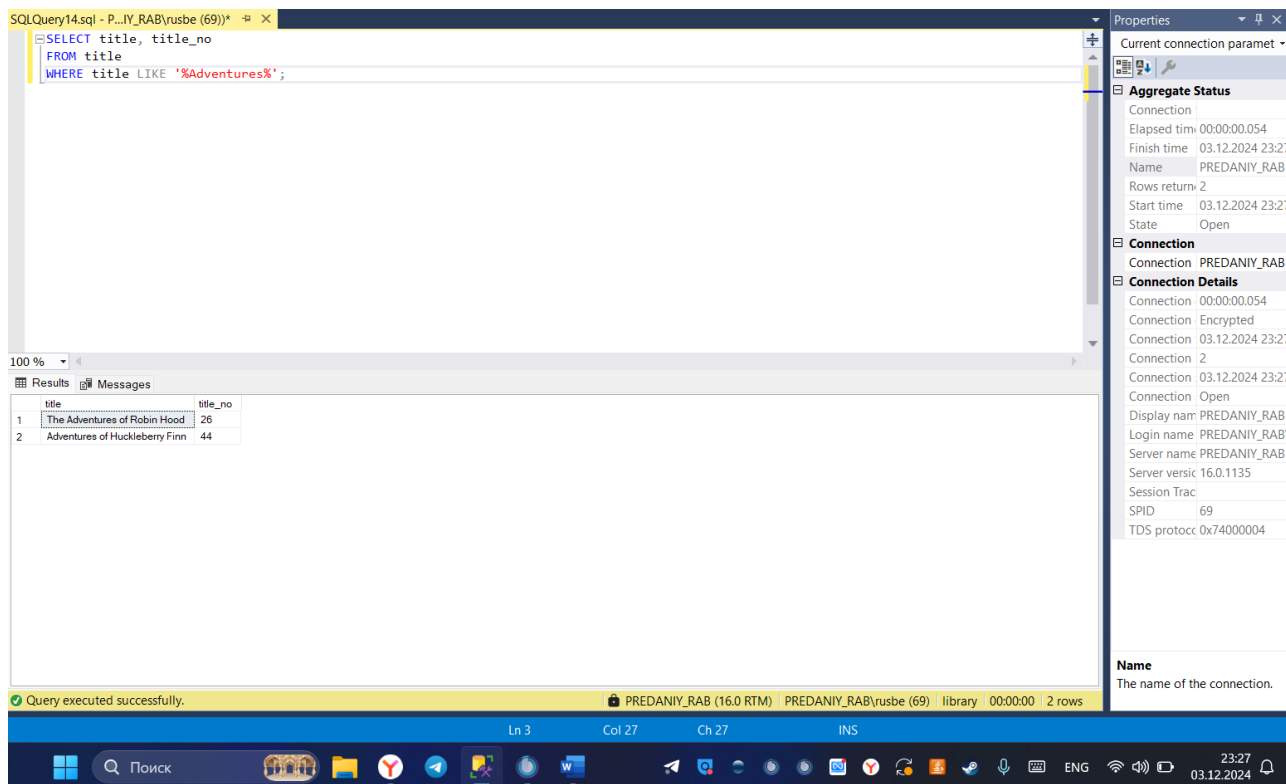 SQLQuery14.sql - P...IY_RAB\rusbe (69))*
SELECT title, title_no
FROM title
WHERE title LIKE '%Adventures%';
100 %
Results Messages
title title_no
1 The Adventures of Robin Hood 26
2 Adventures of Huckleberry Finn 44
Query executed successfully. PREDANIY_RAB (16.0 RTM) PREDANIY_RAB\rusbe (69) library 00:00:00 2 rows
Properties
Current connection paramet
Aggregate Status
Connection
Elapsed tim 00:00:00.054
Finish time 03.12.2024 23:27
Name PREDANIY_RAB
Rows return 2
Start time 03.12.2024 23:27
State Open
Connection
Connection PREDANIY_RAB
Connection Details
Connection 00:00:00.054
Connection Encrypted
Connection 03.12.2024 23:27
Connection 2
Connection 03.12.2024 23:27
Connection Open
Display nam PREDANIY_RAB
Login name PREDANIY_RAB\
Server name PREDANIY_RAB
Server versic 16.0.1135
Session Trac
SPID 69
TDS protocc 0x74000004
Name
The name of the connection.
Ln 3 Col 27 Ch 27 INS
Поиск ENG 23:27
03.12.2024